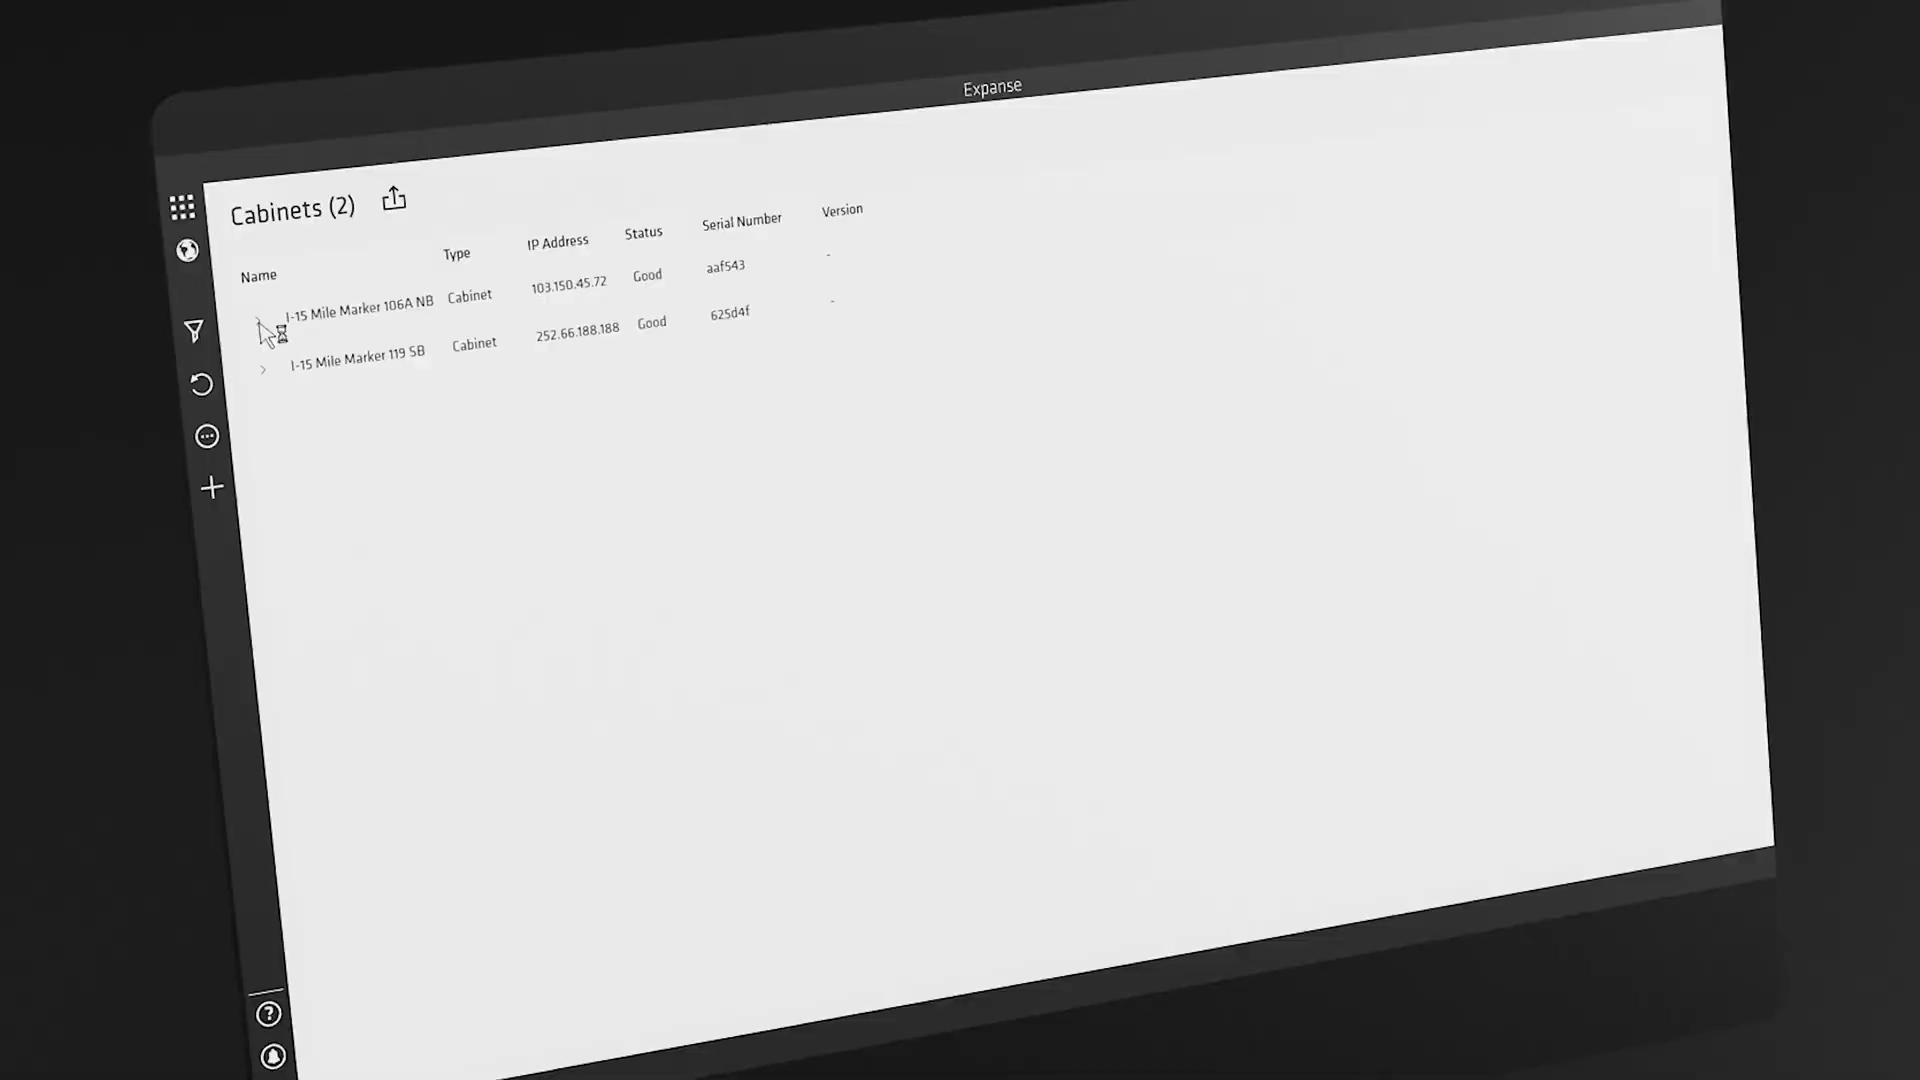 Expanse
Cabinets (2)
Name Type IP Address Status Serial Number Version
I-15 Mile Marker 106A NB Cabinet 103.150.45.72 Good aaf543 -
I-15 Mile Marker 119 SB Cabinet 252.66.188.188 Good 625d4f -